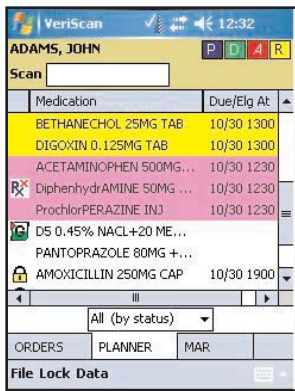 VeriScan 12:32
ADAMS, JOHN P D A R
Scan
Medication Due/Elg At
BETHANECHOL 25MG TAB 10/30 1300
DIGOXIN 0.125MG TAB 10/30 1300
ACETAMINOPHEN 500MG... 10/30 1230
DiphenhydrAMINE 50MG ... 10/30 1230
ProchlorPERAZINE INJ 10/30 1230
D5 0.45% NACL+20 ME...
PANTOPRAZOLE 80MG +...
AMOXICILLIN 250MG CAP 10/30 1900
All (by status)
ORDERS PLANNER MAR
File Lock Data